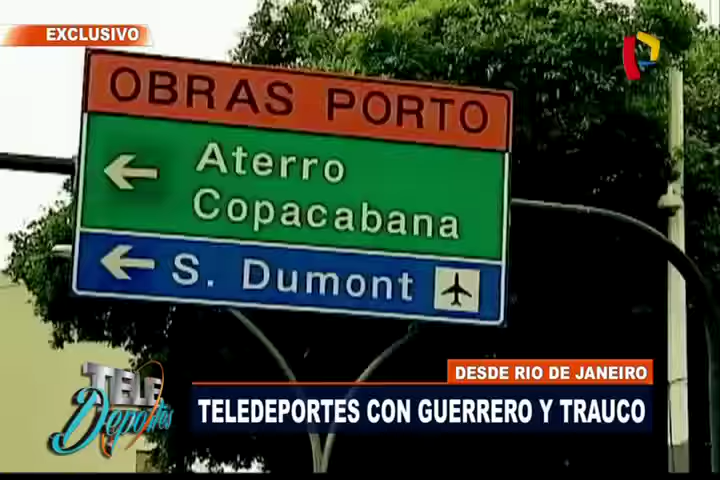 EXCLUSIVO
OBRAS PORTO
Aterro
Copacabana
S. Dumont
DESDE RIO DE JANEIRO
TELEDEPORTES CON GUERRERO Y TRAUCO
TELE
Deportes